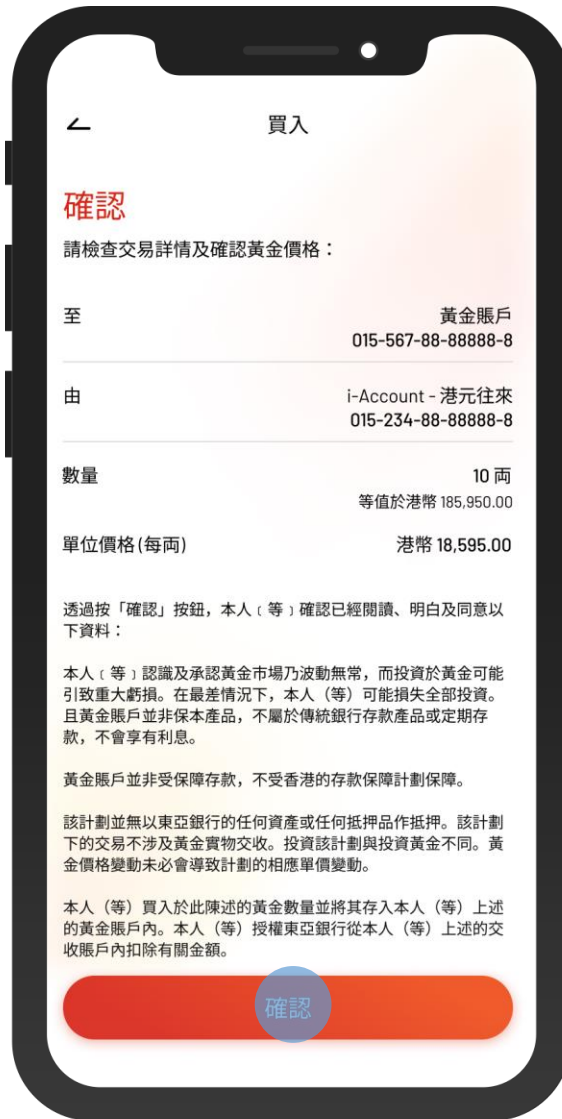 買入
確認
請檢查交易詳情及確認黃金價格：
至
黃金賬戶
015-567-88-88888-8
由
i-Account - 港元往來
015-234-88-88888-8
數量
10 両
等值於港幣 185,950.00
單位價格 (每両)
港幣 18,595.00
透過按「確認」按鈕，本人﹝等﹞確認已經閱讀、明白及同意以
下資料：
本人﹝等﹞認識及承認黃金市場乃波動無常，而投資於黃金可能
引致重大虧損。在最差情況下，本人（等）可能損失全部投資。
且黃金賬戶並非保本產品，不屬於傳統銀行存款產品或定期存
款，不會享有利息。
黃金賬戶並非受保障存款，不受香港的存款保障計劃保障。
該計劃並無以東亞銀行的任何資產或任何抵押品作抵押。該計劃
下的交易不涉及黃金實物交收。投資該計劃與投資黃金不同。黃
金價格變動未必會導致計劃的相應單價變動。
本人（等）買入於此陳述的黃金數量並將其存入本人（等）上述
的黃金賬戶內。本人（等）授權東亞銀行從本人（等）上述的交
收賬戶內扣除有關金額。
確認